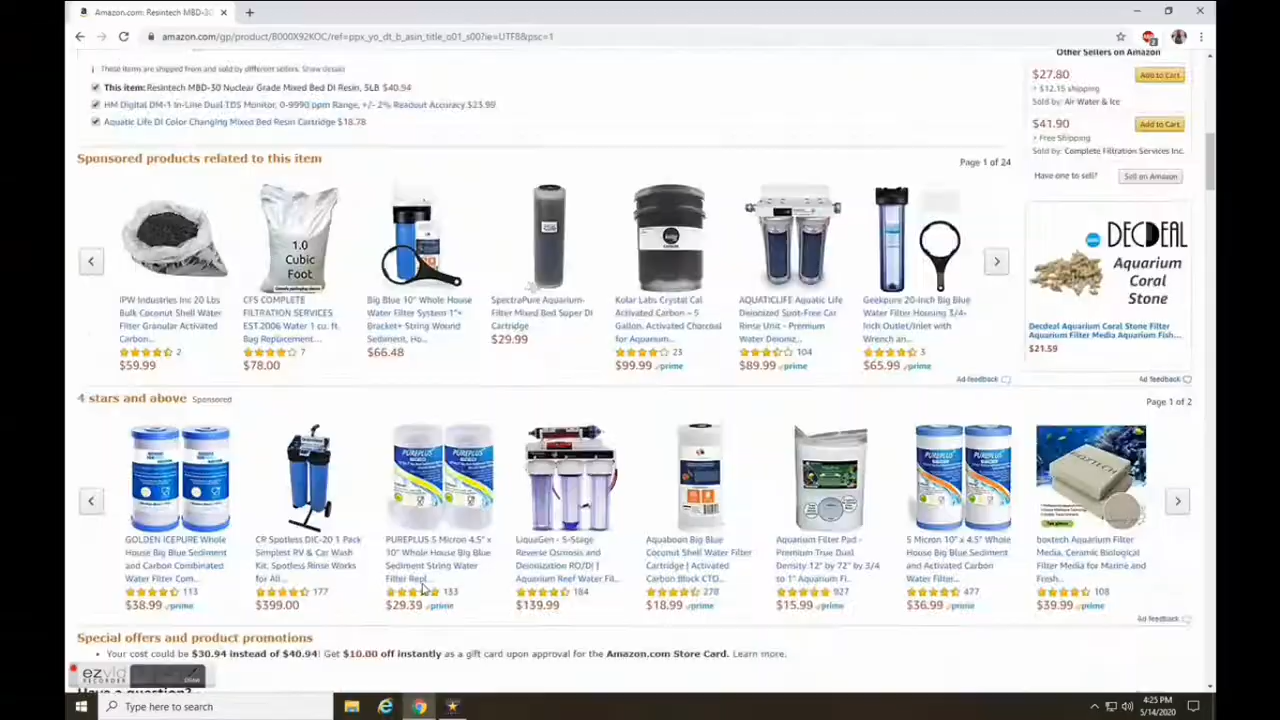 Amazon.com: Resintech MBD-30
amazon.com/gp/product/B000X92KOC/ref=ppx_yo_dt_b_asin_title_o01_s00?ie=UTF8&psc=1
Other Sellers on Amazon
These items are shipped from and sold by different sellers. Show details
This item: Resintech MBD-30 Nuclear Grade Mixed Bed DI Resin, 5LB $40.94
HM Digital DM-1 In-Line Dual TDS Monitor, 0-9990 ppm Range, +/- 2% Readout Accuracy $23.99
Aquatic Life DI Color Changing Mixed Bed Resin Cartridge $18.78
$27.80
Add to Cart
+ $12.15 shipping
Sold by: Air Water & Ice
$41.90
Add to Cart
+ Free Shipping
Sold by: Complete Filtration Services Inc.
Have one to sell?
Sell on Amazon
Sponsored products related to this item
Page 1 of 24
1.0
Cubic
Foot
IPW Industries Inc 20 Lbs
Bulk Coconut Shell Water
Filter Granular Activated
Carbon...
2
$59.99
CFS COMPLETE
FILTRATION SERVICES
EST.2006 Water 1 cu. ft.
Bag Replacement...
7
$78.00
Big Blue 10" Whole House
Water Filter System 1"+
Bracket+ String Wound
Sediment, Ho...
$66.48
SpectraPure Aquarium-
Filter Mixed Bed Super DI
Cartridge
$29.99
Kolar Labs Crystal Cal
Activated Carbon – 5
Gallon. Activated Charcoal
for Aquarium...
23
$99.99 prime
AQUATICLIFE Aquatic Life
Deionized Spot-Free Car
Rinse Unit - Premium
Water Deioniz...
104
$89.99 prime
Geekpure 20-Inch Big Blue
Water Filter Housing 3/4-
Inch Outlet/Inlet with
Wrench an...
3
$65.99 prime
Ad feedback
DECDEAL
Aquarium
Coral
Stone
Decdeal Aquarium Coral Stone Filter
Aquarium Filter Media Aquarium Fish...
$21.59
Ad feedback
4 stars and above Sponsored
Page 1 of 2
PUREPLUS
PUREPLUS
PUREPLUS
PUREPLUS
BOXTECH
GOLDEN ICEPURE Whole
House Big Blue Sediment
and Carbon Combined
Water Filter Com...
113
$38.99 prime
CR Spotless DIC-20 1 Pack
Simplest RV & Car Wash
Kit. Spotless Rinse Works
for All...
177
$399.00
PUREPLUS 5 Micron 4.5" x
10" Whole House Big Blue
Sediment String Water
Filter Repl...
133
$29.39 prime
LiquaGen - 5-Stage
Reverse Osmosis and
Deionization RO/DI |
Aquarium Reef Water Fil...
184
$139.99
Aquaboon Big Blue
Coconut Shell Water Filter
Cartridge | Activated
Carbon Block CTO...
270
$18.99 prime
Aquarium Filter Pad -
Premium True Dual
Density 12" by 72" by 3/4
to 1" Aquarium Fi...
927
$15.99 prime
5 Micron 10" x 4.5" Whole
House Big Blue Sediment
and Activated Carbon
Water Filter...
477
$36.99 prime
boxtech Aquarium Filter
Media, Ceramic Biological
Filter Media for Marine and
Fresh...
108
$39.99 prime
Ad feedback
Special offers and product promotions
Your cost could be $30.94 instead of $40.94! Get $10.00 off instantly as a gift card upon approval for the Amazon.com Store Card. Learn more.
ezvid
RECORDER
Have a question?
Type here to search
4:25 PM
5/14/2020